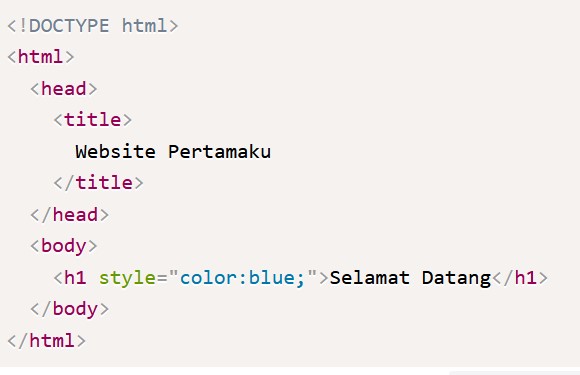 <!DOCTYPE html>
<html>
  <head>
    <title>
      Website Pertamaku
    </title>
  </head>
  <body>
    <h1 style="color:blue;">Selamat Datang</h1>
  </body>
</html>